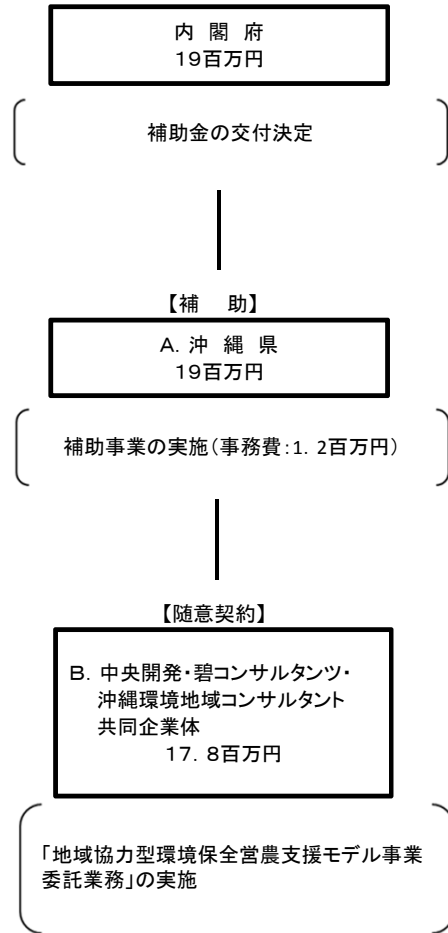 内 閣 府
19百万円
補助金の交付決定
【補 助】
A. 沖 縄 県
19百万円
補助事業の実施(事務費:1. 2百万円)
【随意契約】
B. 中央開発・碧コンサルタンツ・
沖縄環境地域コンサルタント
共同企業体
17. 8百万円
「地域協力型環境保全営農支援モデル事業
委託業務」の実施